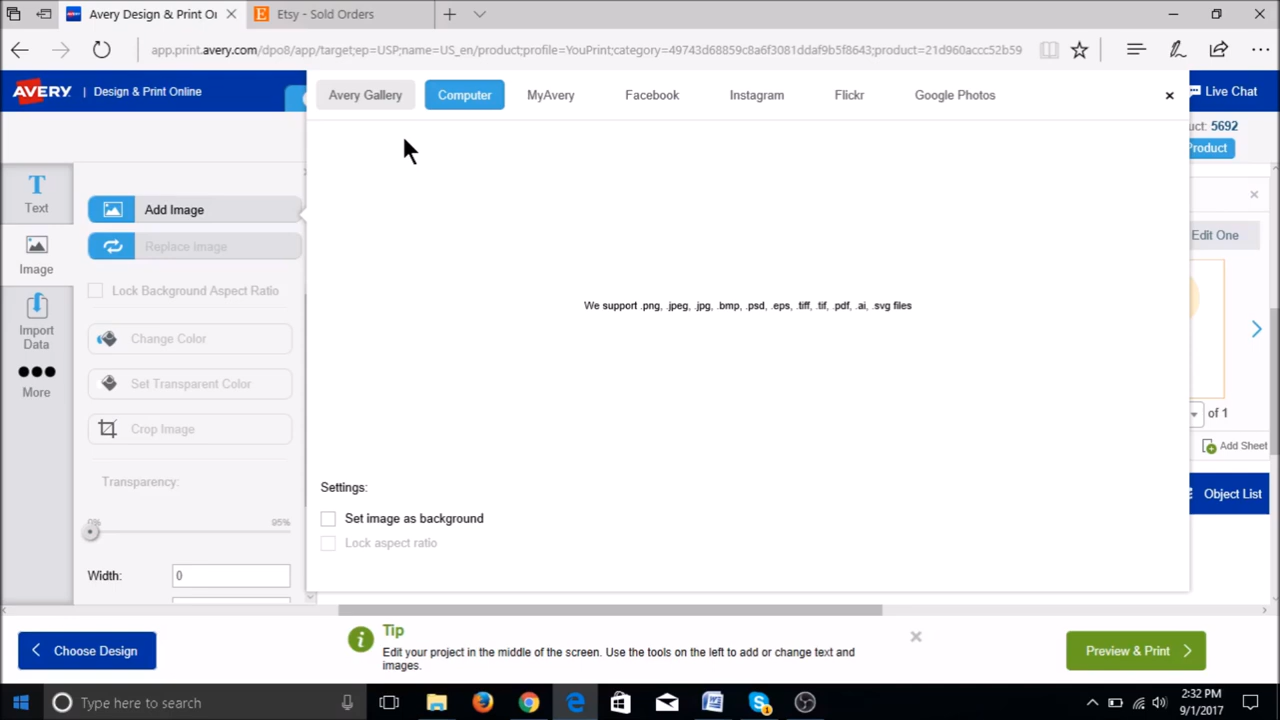 Avery Design & Print Or
Etsy - Sold Orders
app.print.avery.com/dpo8/app/target;ep=USP;name=US_en/product;profile=YouPrint;category=49743d68859c8a6f3081ddaf9b5f8643;product=21d960accc52b59
AVERY
Design & Print Online
Avery Gallery
Computer
MyAvery
Facebook
Instagram
Flickr
Google Photos
Live Chat
uct: 5692
Product
Text
Add Image
Replace Image
Image
Edit One
Lock Background Aspect Ratio
We support .png, .jpeg, .jpg, .bmp, .psd, .eps, .tiff, .tif, .pdf, .ai, .svg files
Import
Data
Change Color
More
Set Transparent Color
Crop Image
of 1
Add Sheet
Transparency:
Settings:
Object List
0%
95%
Set image as background
Lock aspect ratio
Width:
0
Choose Design
Tip
Edit your project in the middle of the screen. Use the tools on the left to add or change text and
images.
Preview & Print
Type here to search
2:32 PM
9/1/2017